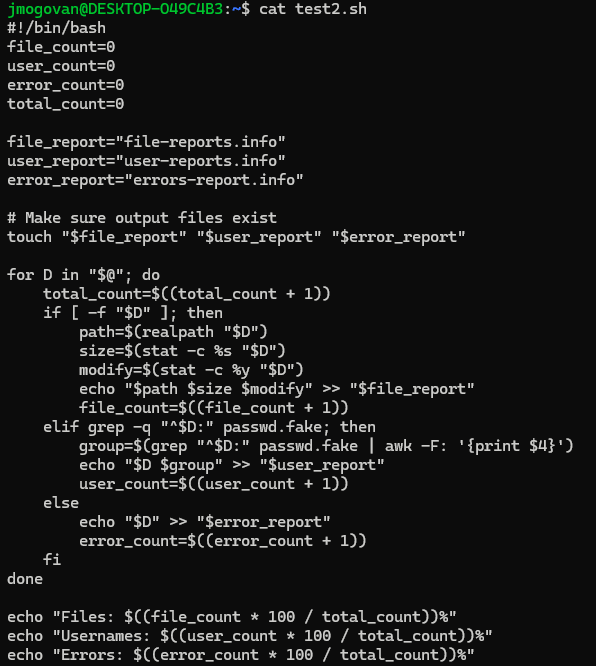 jmogovan@DESKTOP-O49C4B3:~$ cat test2.sh
#!/bin/bash
file_count=0
user_count=0
error_count=0
total_count=0

file_report="file-reports.info"
user_report="user-reports.info"
error_report="errors-report.info"

# Make sure output files exist
touch "$file_report" "$user_report" "$error_report"

for D in "$@"; do
    total_count=$((total_count + 1))
    if [ -f "$D" ]; then
        path=$(realpath "$D")
        size=$(stat -c %s "$D")
        modify=$(stat -c %y "$D")
        echo "$path $size $modify" >> "$file_report"
        file_count=$((file_count + 1))
    elif grep -q "^$D:" passwd.fake; then
        group=$(grep "^$D:" passwd.fake | awk -F: '{print $4}')
        echo "$D $group" >> "$user_report"
        user_count=$((user_count + 1))
    else
        echo "$D" >> "$error_report"
        error_count=$((error_count + 1))
    fi
done

echo "Files: $((file_count * 100 / total_count))%"
echo "Usernames: $((user_count * 100 / total_count))%"
echo "Errors: $((error_count * 100 / total_count))%"